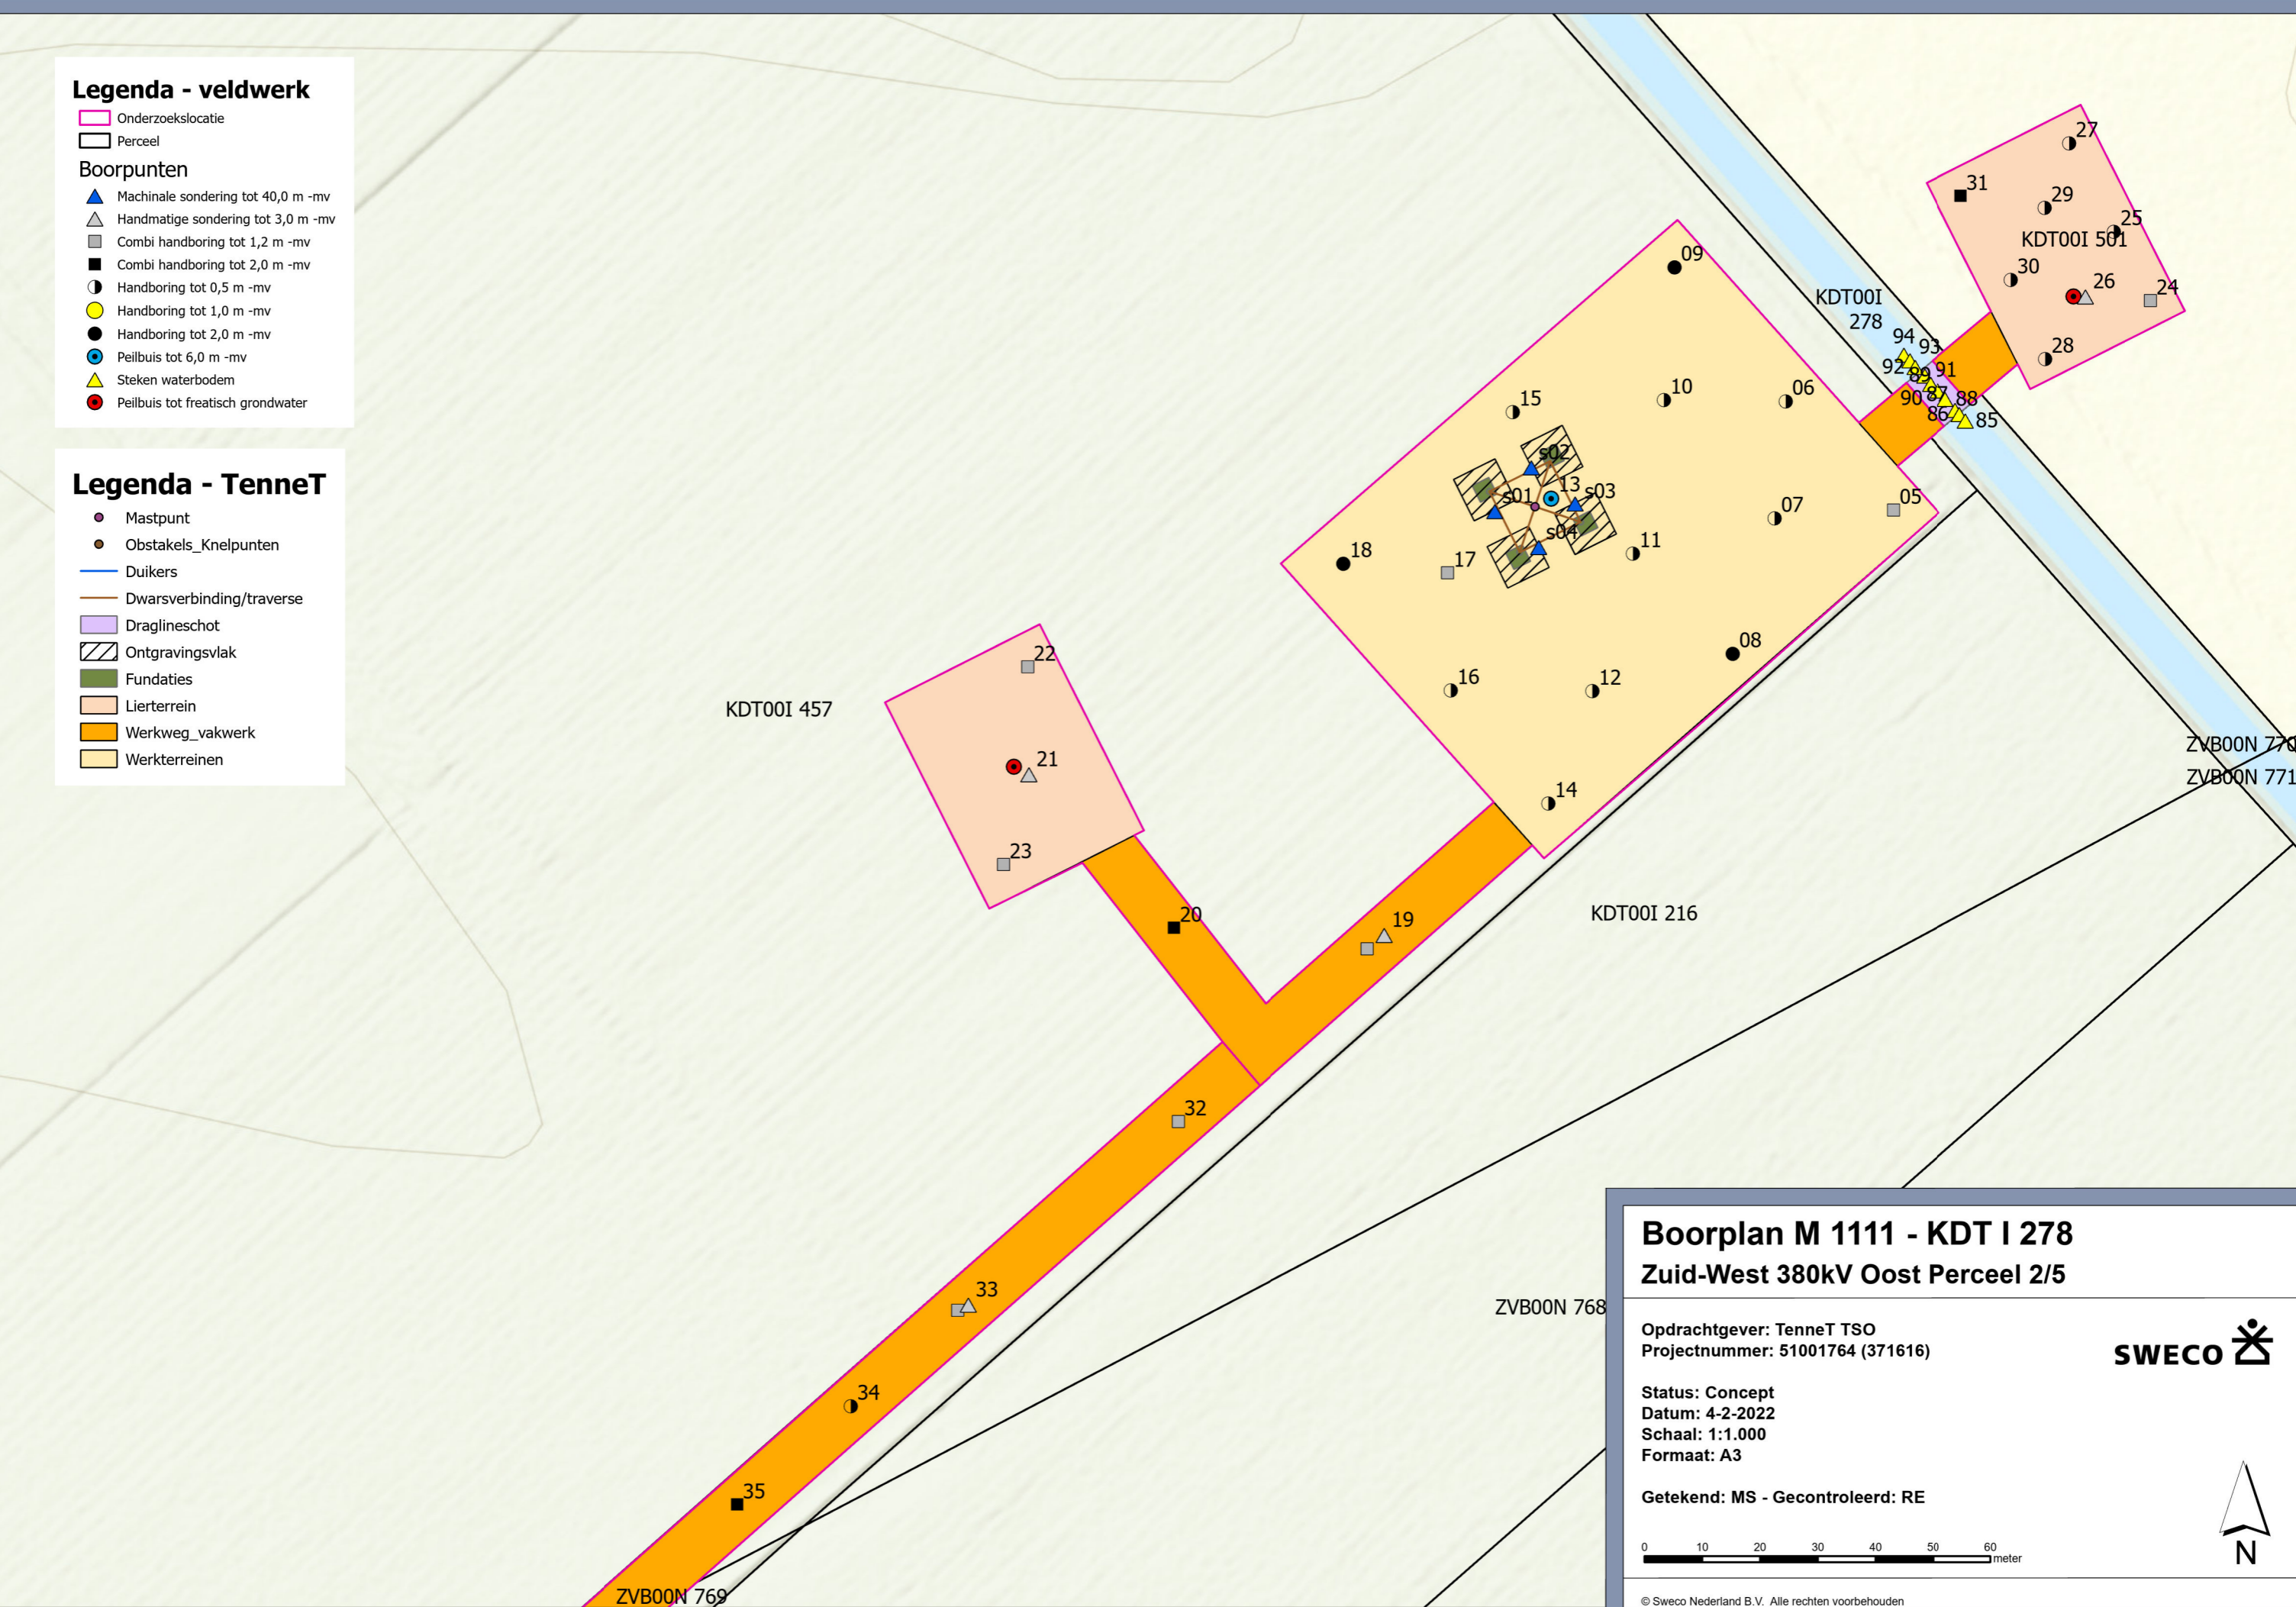 Legenda - veldwerk
Onderzoekslocatie
Perceel
Boorpunten
Machinale sondering tot 40,0 m -mv
Handmatige sondering tot 3,0 m -mv
Combi handboring tot 1,2 m -mv
Combi handboring tot 2,0 m -mv
Handboring tot 0,5 m -mv
Handboring tot 1,0 m -mv
Handboring tot 2,0 m -mv
Peilbuis tot 6,0 m -mv
Steken waterbodem
Peilbuis tot freatisch grondwater
Legenda - TenneT
Mastpunt
Obstakels_Knelpunten
Duikers
Dwarsverbinding/traverse
Draglineschot
Ontgravingsvlak
Fundaties
Lierterrein
Werkweg_vakwerk
Werkterreinen
27
31
29
25
KDT00I 501
30
26
24
28
KDT00I
278
94
93
92
89
91
90
87
88
86
85
09
10
06
15
s02
13
s01
s03
s04
05
07
11
18
17
08
16
12
14
22
KDT00I 457
21
23
20
19
KDT00I 216
ZVB00N 770
ZVB00N 771
32
33
34
35
ZVB00N 768
ZVB00N 769
Boorplan M 1111 - KDT I 278
Zuid-West 380kV Oost Perceel 2/5
Opdrachtgever: TenneT TSO
Projectnummer: 51001764 (371616)
SWECO
Status: Concept
Datum: 4-2-2022
Schaal: 1:1.000
Formaat: A3
Getekend: MS - Gecontroleerd: RE
0 10 20 30 40 50 60
meter
N
© Sweco Nederland B.V. Alle rechten voorbehouden